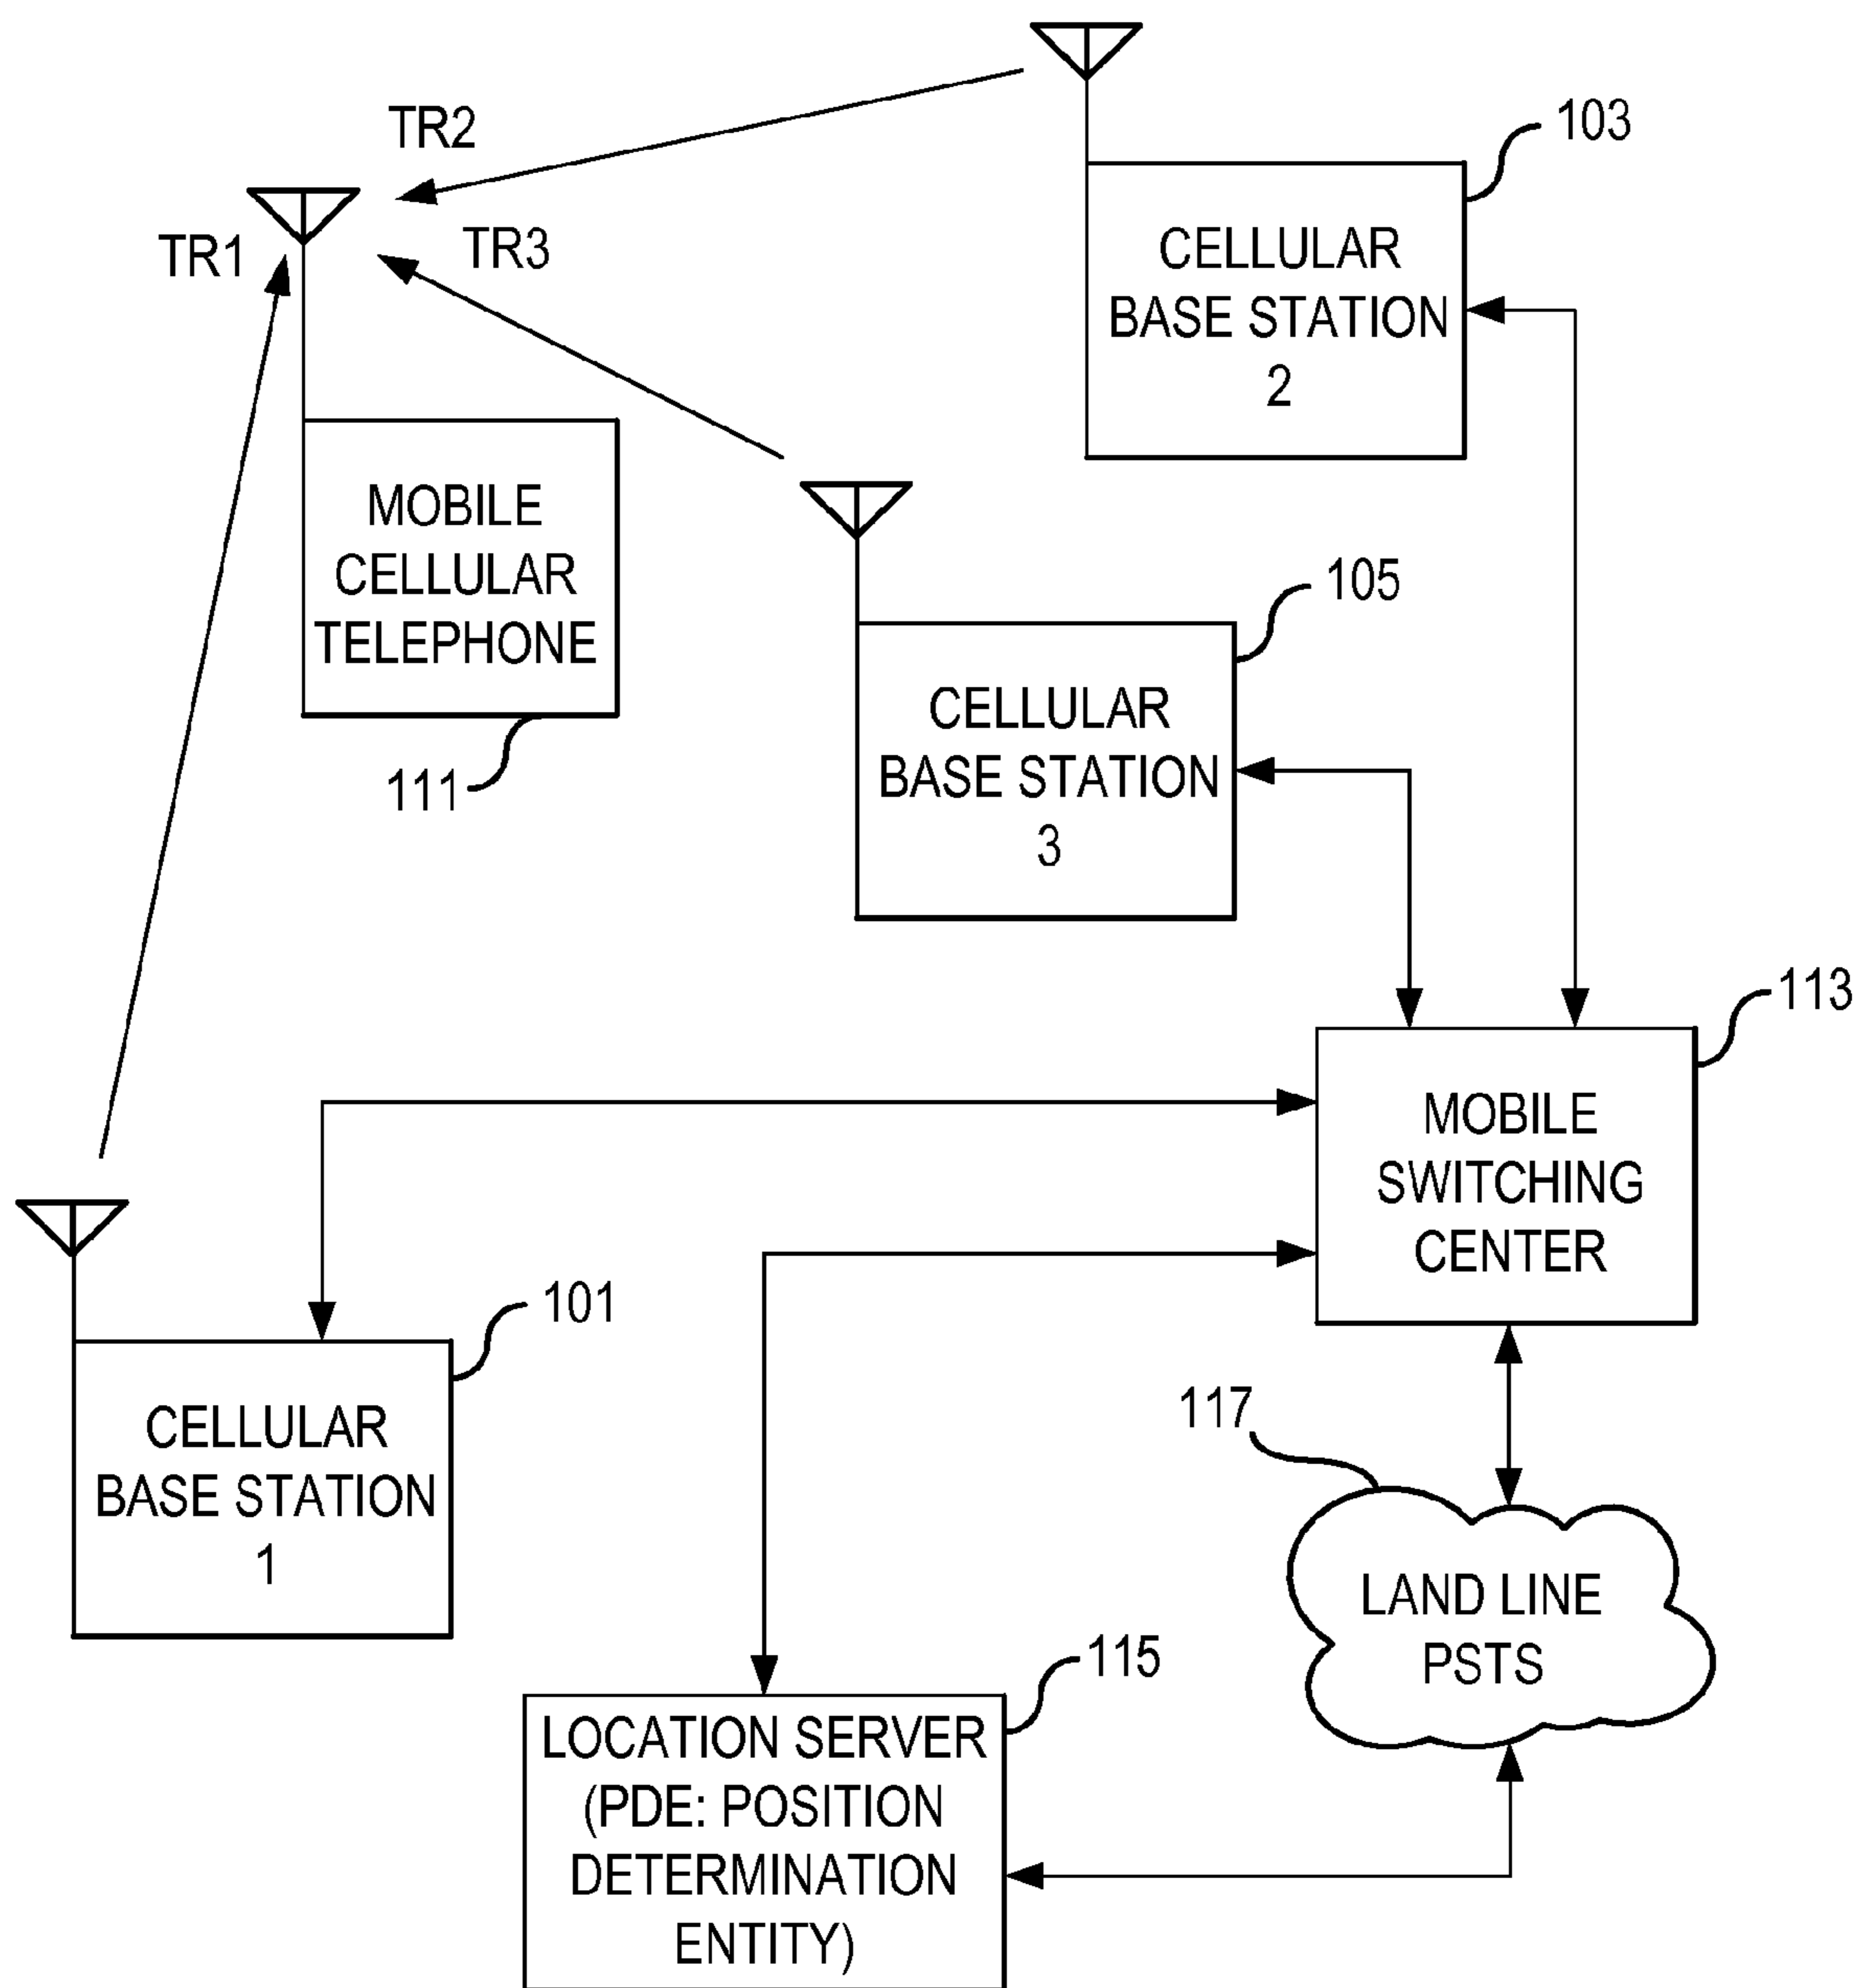 TR2
103
TR1
TR3
CELLULAR
BASE STATION
2
MOBILE
CELLULAR
TELEPHONE
111
105
CELLULAR
BASE STATION
3
113
MOBILE
SWITCHING
CENTER
101
CELLULAR
BASE STATION
1
117
LAND LINE
PSTS
115
LOCATION SERVER
(PDE: POSITION
DETERMINATION
ENTITY)